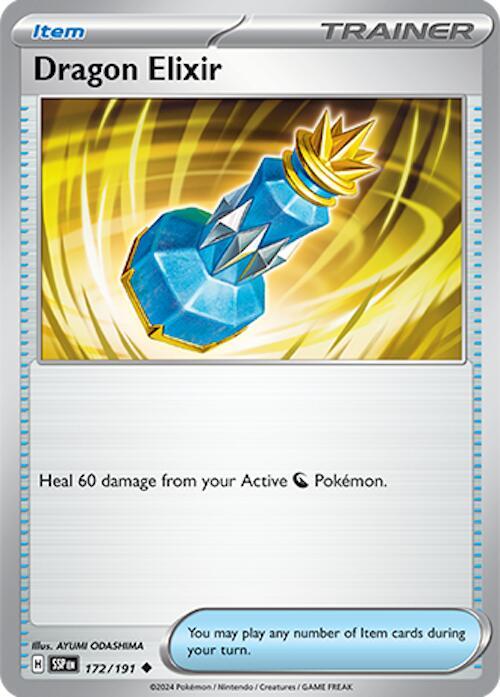 Item
TRAINER
Dragon Elixir
Heal 60 damage from your Active Pokémon.
Illus. AYUMI ODASHIMA
You may play any number of Item cards during
your turn.
H SSP EN 172/191
©2024 Pokémon / Nintendo / Creatures / GAME FREAK